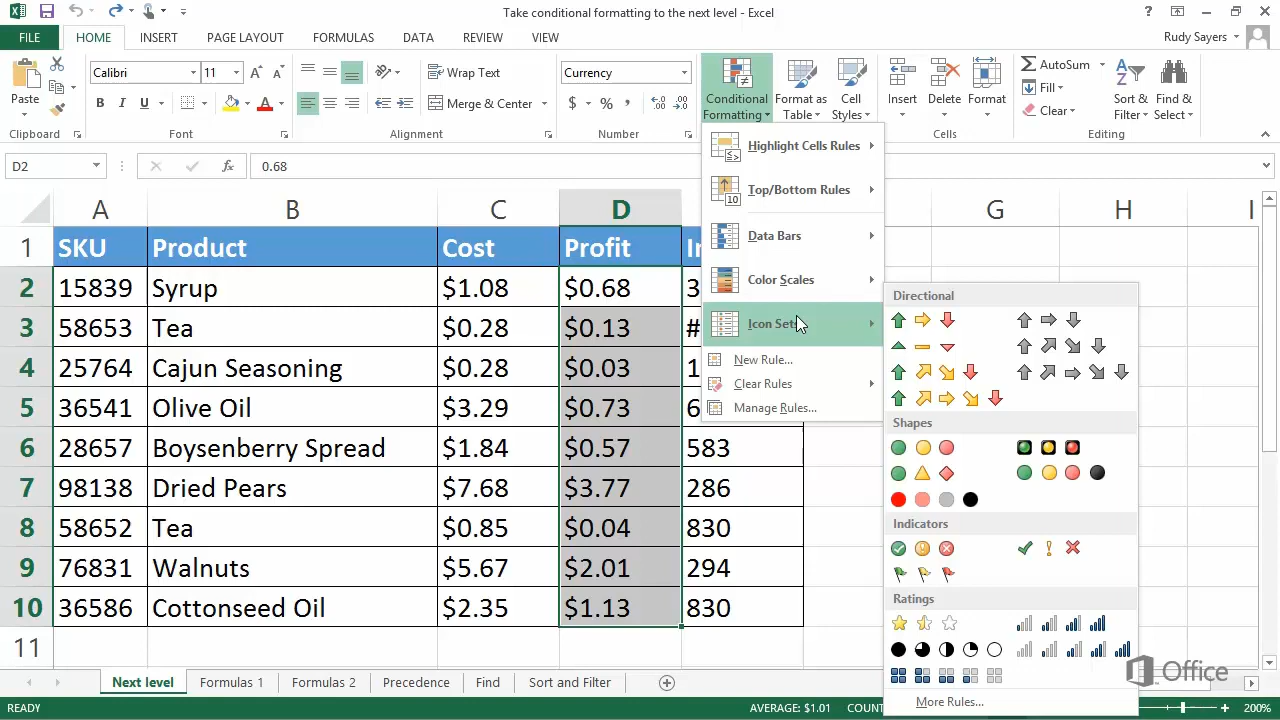 Take conditional formatting to the next level - Excel
?
FILE HOME INSERT PAGE LAYOUT FORMULAS DATA REVIEW VIEW
Rudy Sayers
Paste
Calibri 11
B I U
Wrap Text
Merge & Center
Currency
$ % ,
Conditional Formatting
Format as Table
Cell Styles
Insert Delete Format
AutoSum
Fill
Clear
Sort & Filter
Find & Select
Clipboard Font Alignment Number Cells Editing
D2 fx 0.68
A B C D G H I
1 SKU Product Cost Profit In
2 15839 Syrup $1.08 $0.68 3
3 58653 Tea $0.28 $0.13 #
4 25764 Cajun Seasoning $0.28 $0.03 1
5 36541 Olive Oil $3.29 $0.73 6
6 28657 Boysenberry Spread $1.84 $0.57 583
7 98138 Dried Pears $7.68 $3.77 286
8 58652 Tea $0.85 $0.04 830
9 76831 Walnuts $5.67 $2.01 294
10 36586 Cottonseed Oil $2.35 $1.13 830
11
Highlight Cells Rules
Top/Bottom Rules
Data Bars
Color Scales
Icon Sets
New Rule...
Clear Rules
Manage Rules...
Directional
Shapes
Indicators
Ratings
More Rules...
Office
Next level Formulas 1 Formulas 2 Precedence Find Sort and Filter
READY AVERAGE: $1.01 COUNT 200%